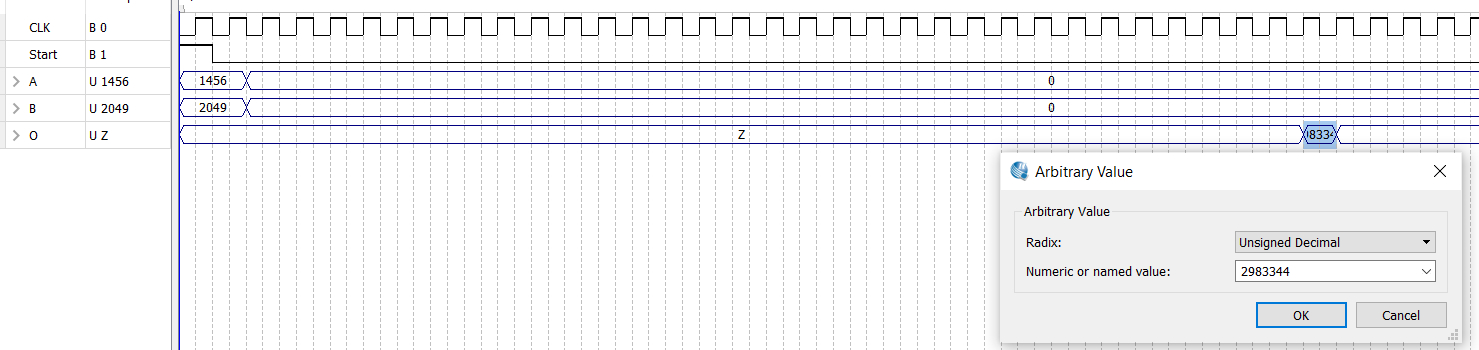 CLK B 0
Start B 1
A U 1456 1456 0
B U 2049 2049 0
O U Z Z 8334
Arbitrary Value
Arbitrary Value
Radix: Unsigned Decimal
Numeric or named value: 2983344
OK Cancel